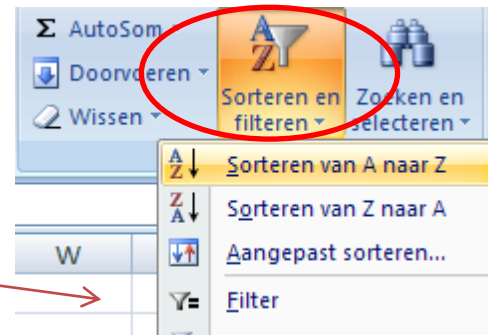 Σ AutoSom
Doorvoeren
Wissen
Sorteren en
filteren
Zoeken en
selecteren
Sorteren van A naar Z
Sorteren van Z naar A
Aangepast sorteren...
W
Filter